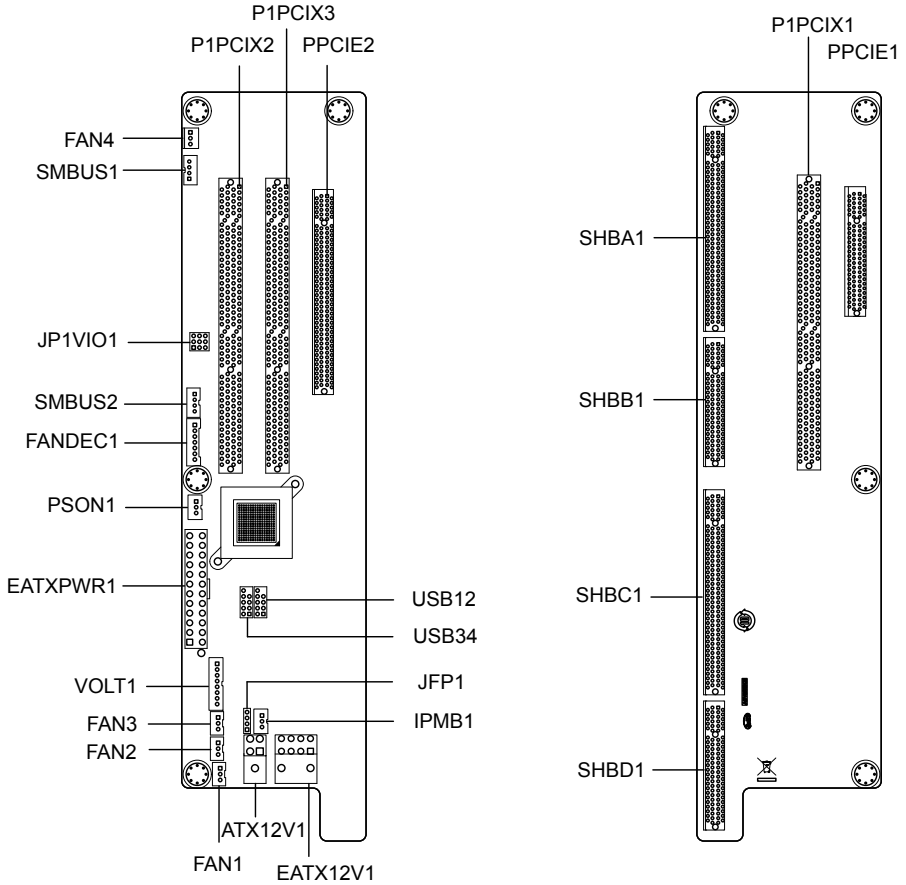 P1PCIX3
P1PCIX2
PPCIE2
FAN4
SMBUS1
JP1VIO1
SMBUS2
FANDEC1
PSON1
EATXPWR1
USB12
USB34
VOLT1
JFP1
FAN3
IPMB1
FAN2
ATX12V1
FAN1
EATX12V1
P1PCIX1
PPCIE1
SHBA1
SHBB1
SHBC1
SHBD1